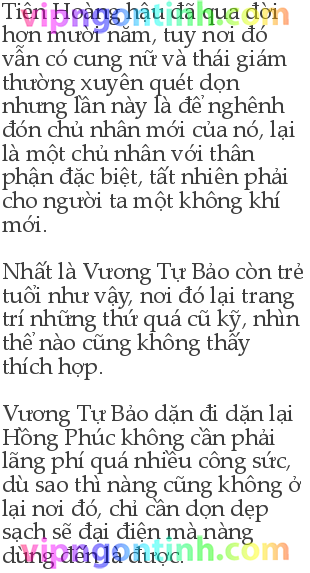 Tiên Hoàng hậu đã qua đời
hơn mười năm, tuy nơi đó
vẫn có cung nữ và thái giám
thường xuyên quét dọn
nhưng lần này là để nghênh
đón chủ nhân mới của nó, lại
là một chủ nhân với thân
phận đặc biệt, tất nhiên phải
cho người ta một không khí
mới.
Nhất là Vương Tự Bảo còn trẻ
tuổi như vậy, nơi đó lại trang
trí những thứ quá cũ kỹ, nhìn
thế nào cũng không thấy
thích hợp.
Vương Tự Bảo dặn đi dặn lại
Hồng Phúc không cần phải
lãng phí quá nhiều công sức,
dù sao thì nàng cũng không ở
lại nơi đó, chỉ cần dọn dẹp
sạch sẽ đại điện mà nàng
dùng đến là được.
vipngontinh.com
vipngontinh.com